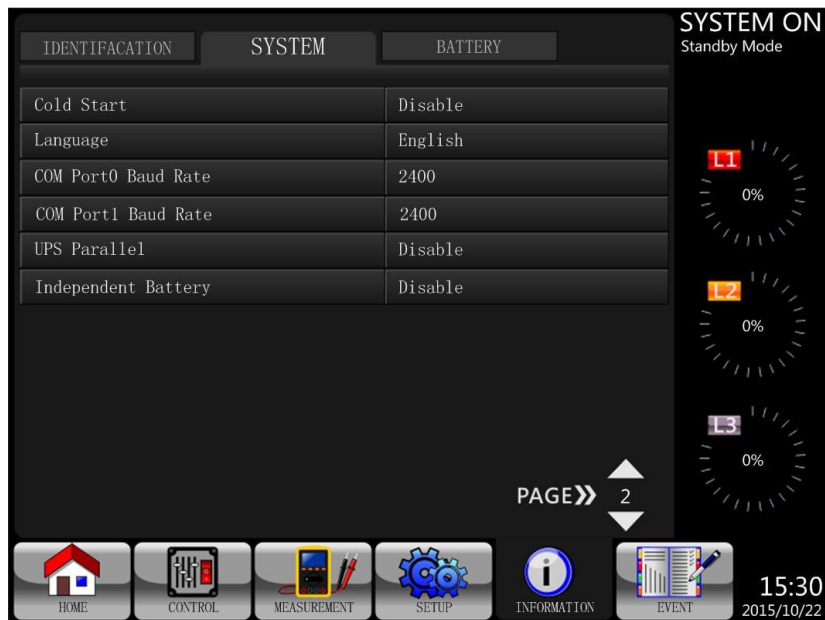 SYSTEM ON
Standby Mode
IDENTIFACATION SYSTEM BATTERY
Cold Start Disable
Language English
COM Port0 Baud Rate 2400
COM Port1 Baud Rate 2400
UPS Parallel Disable
Independent Battery Disable
L1
0%
L2
0%
L3
0%
PAGE 2
HOME CONTROL MEASUREMENT SETUP INFORMATION EVENT
15:30
2015/10/22